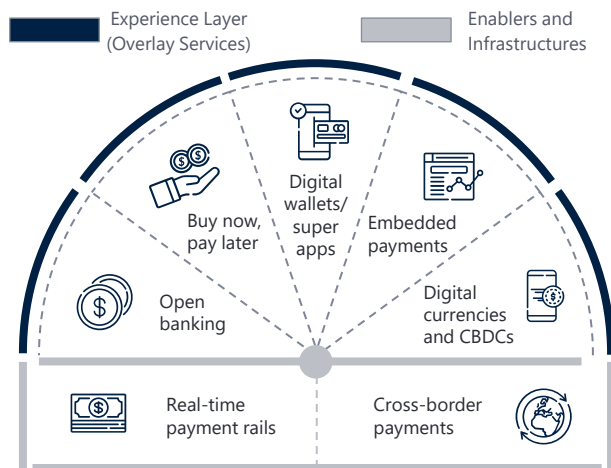 Experience Layer
(Overlay Services)
Enablers and
Infrastructures
Digital
wallets/
super
apps
Buy now,
pay later
Embedded
payments
Open
banking
Digital
currencies
and CBDCs
Real-time
payment rails
Cross-border
payments